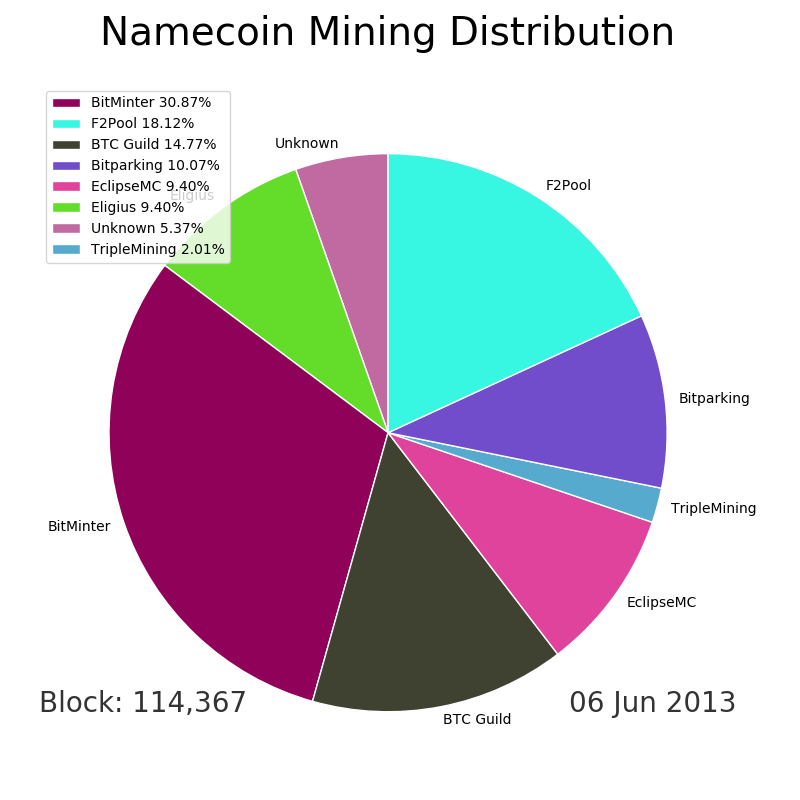 Namecoin Mining Distribution
BitMinter 30.87%
F2Pool 18.12%
BTC Guild 14.77%
Bitparking 10.07%
EclipseMC 9.40%
Eligius 9.40%
Unknown 5.37%
TripleMining 2.01%
Unknown
F2Pool
Eligius
Bitparking
TripleMining
BitMinter
EclipseMC
BTC Guild
Block: 114,367
06 Jun 2013